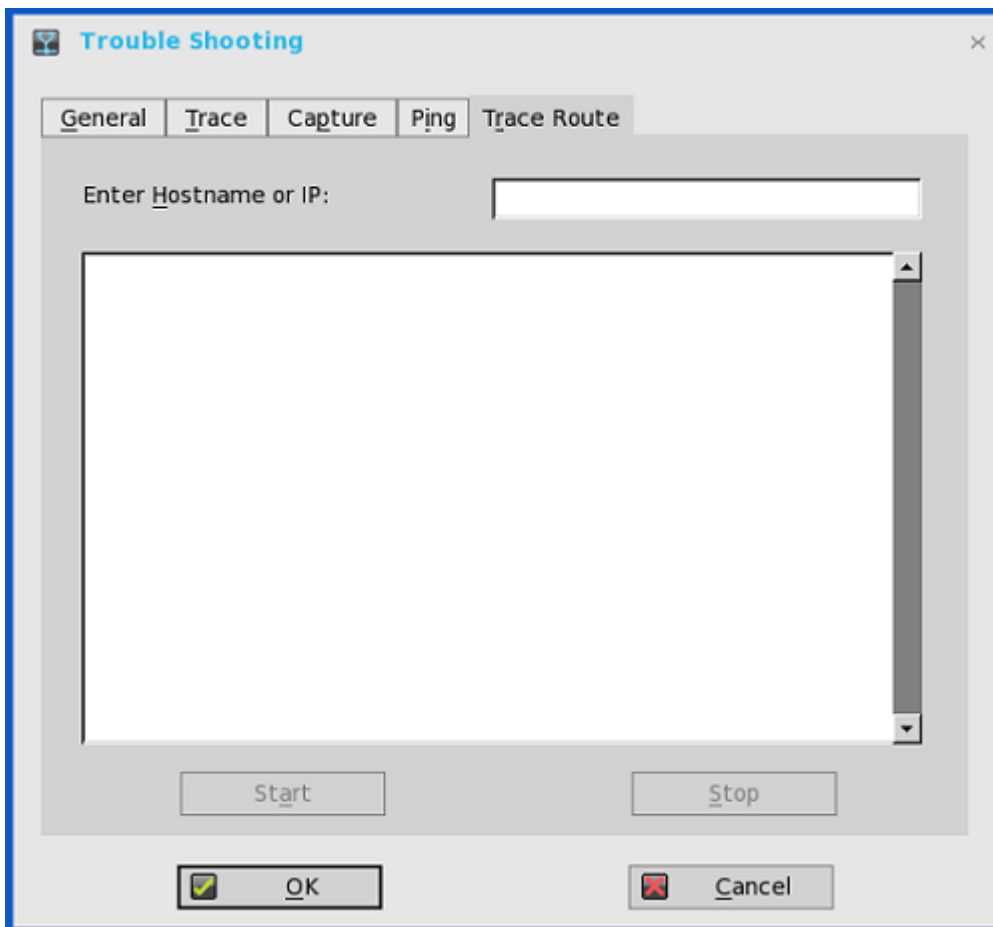 Trouble Shooting
General Trace Capture Ping Trace Route
Enter Hostname or IP:
Start Stop
OK Cancel